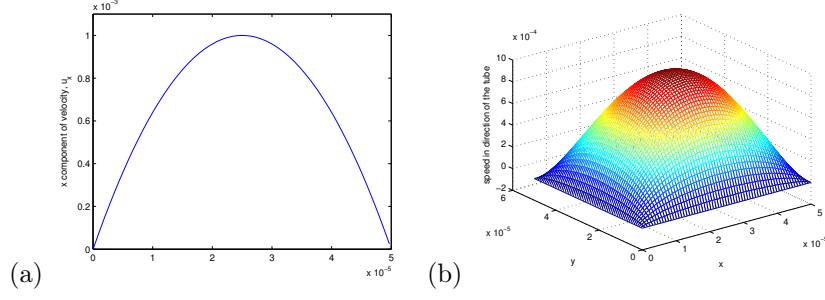 x 10⁻³
1
0.8
0.6
0.4
0.2
0
x component of velocity, uₓ
0 1 2 3 4 5
x 10⁻⁵
(a)
x 10⁻⁴
10
8
6
4
2
0
−2
speed in direction of the tube
6
4
2
0
x 10⁻⁵
y
0
1
2
3
4
5
x
(b)